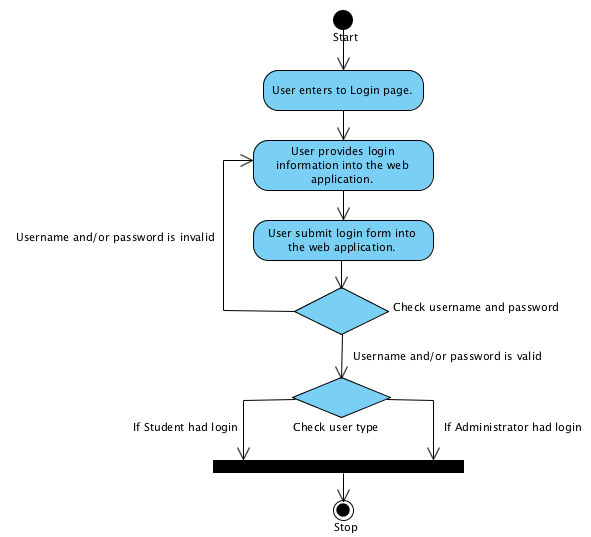 Start
User enters to Login page.
User provides login
information into the web
application.
User submit login form into
the web application.
Username and/or password is invalid
Check username and password
Username and/or password is valid
If Student had login
Check user type
If Administrator had login
Stop